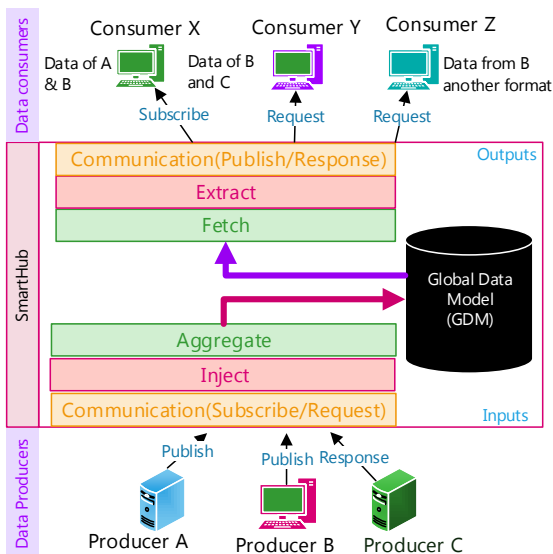 Consumer X
Consumer Y
Consumer Z
Data consumers
Data of A
& B
Data of B
and C
Data from B
another format
Subscribe
Request
Request
SmartHub
Communication(Publish/Response)
Outputs
Extract
Fetch
Global Data
Model
(GDM)
Aggregate
Inject
Communication(Subscribe/Request)
Inputs
Data Producers
Publish
Publish
Response
Producer A
Producer B
Producer C